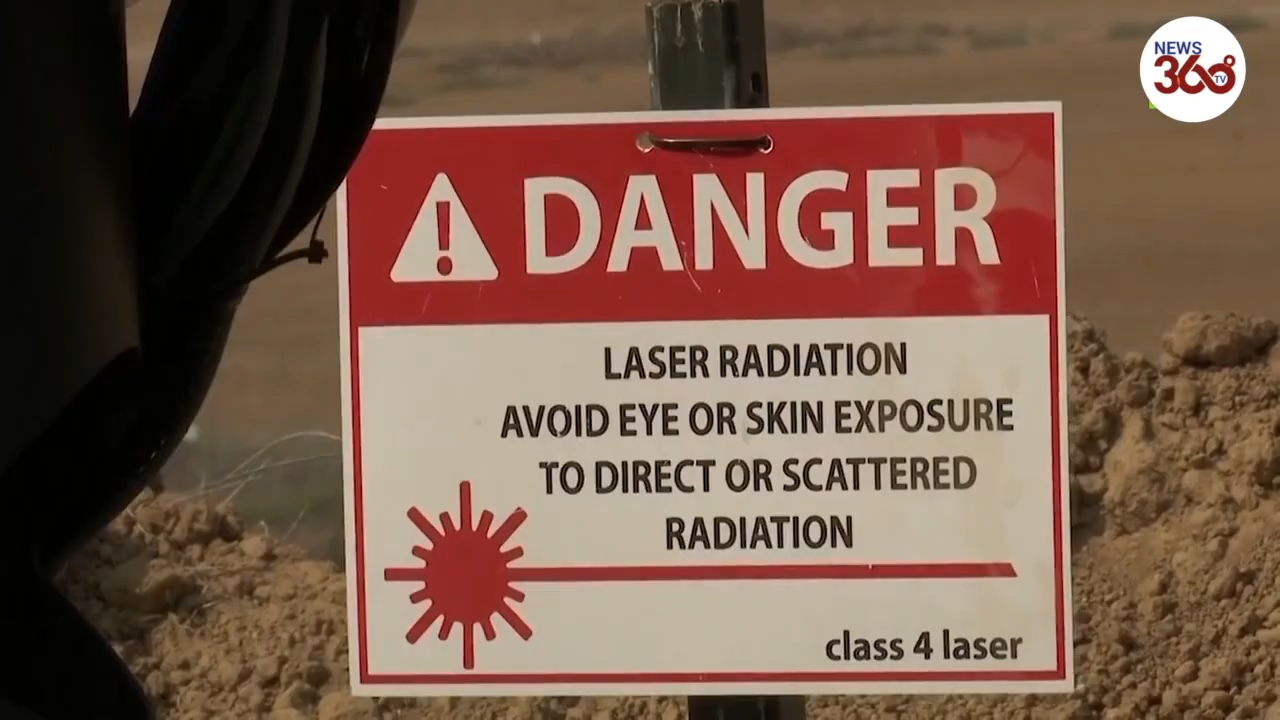 NEWS
360°
TV
DANGER
LASER RADIATION
AVOID EYE OR SKIN EXPOSURE
TO DIRECT OR SCATTERED
RADIATION
class 4 laser